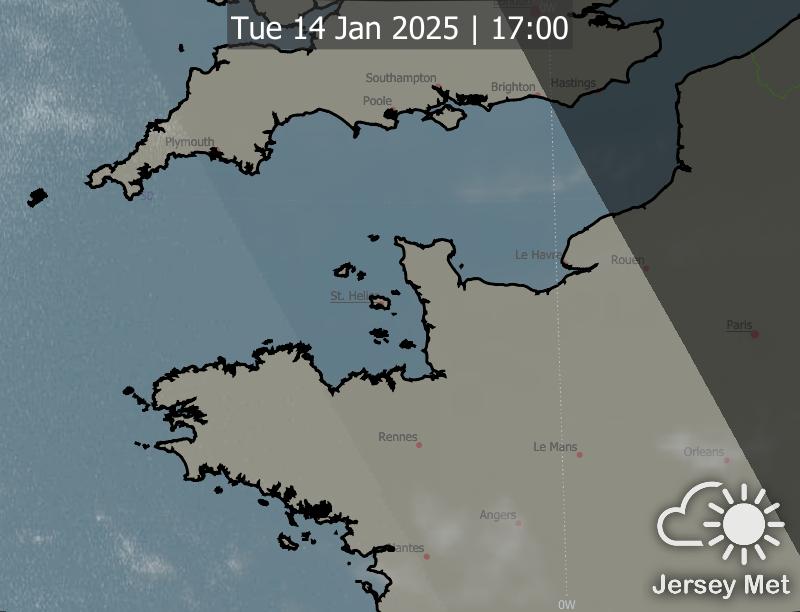 Tue 14 Jan 2025 | 17:00
Southampton
Brighton
Hastings
Poole
Plymouth
Le Havre
Rouen
St. Helier
Paris
Rennes
Le Mans
Orleans
Angers
Nantes
0W
Jersey Met